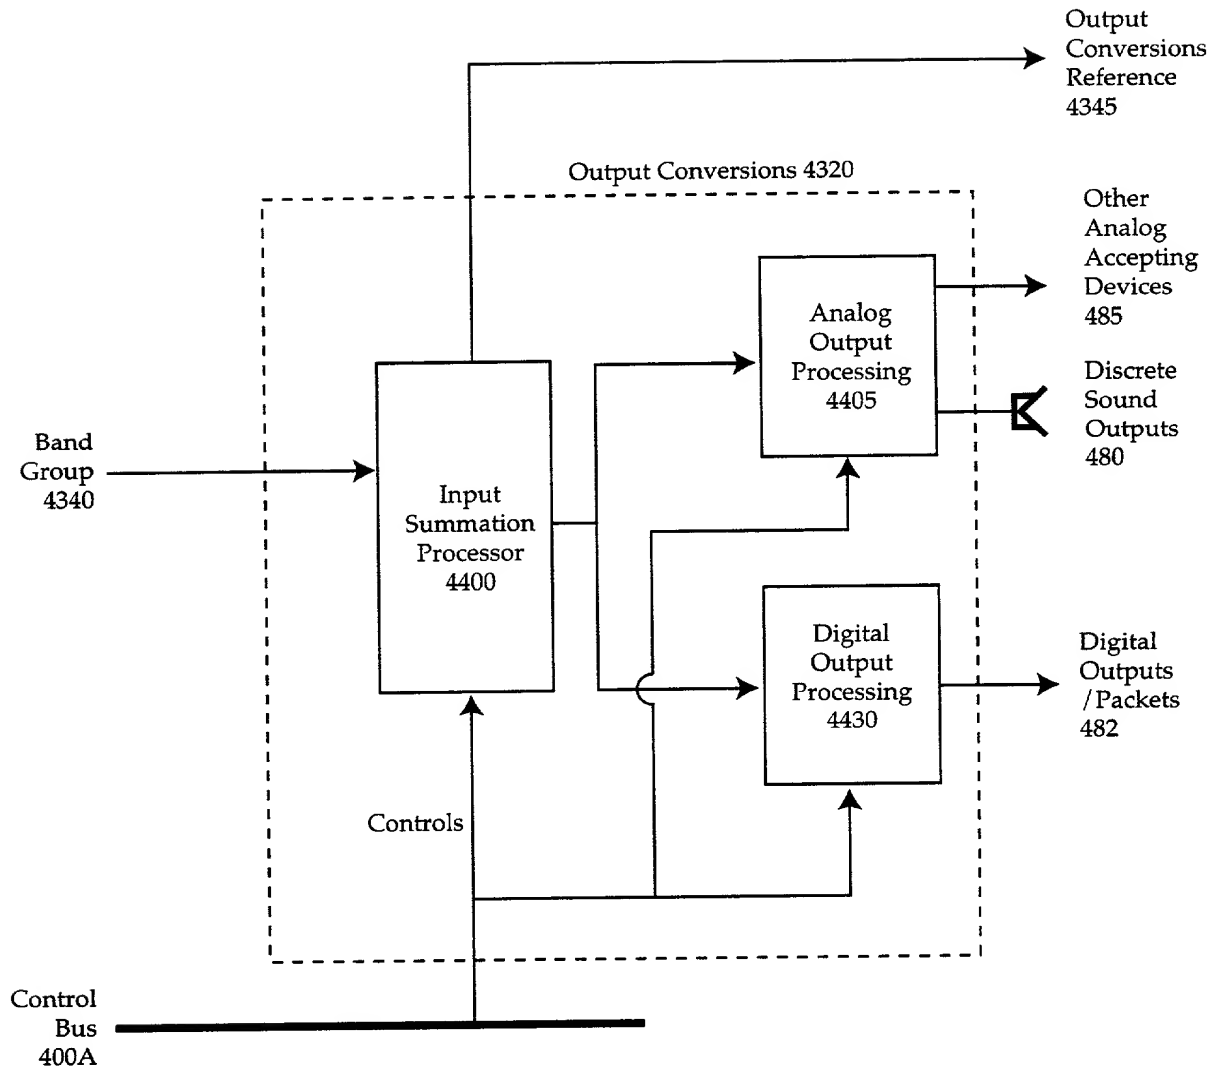 Output
Conversions
Reference
4345
Output Conversions 4320
Other
Analog
Accepting
Devices
485
Analog
Output
Processing
4405
Discrete
Sound
Outputs
480
Band
Group
4340
Input
Summation
Processor
4400
Digital
Output
Processing
4430
Digital
Outputs
/Packets
482
Controls
Control
Bus
400A